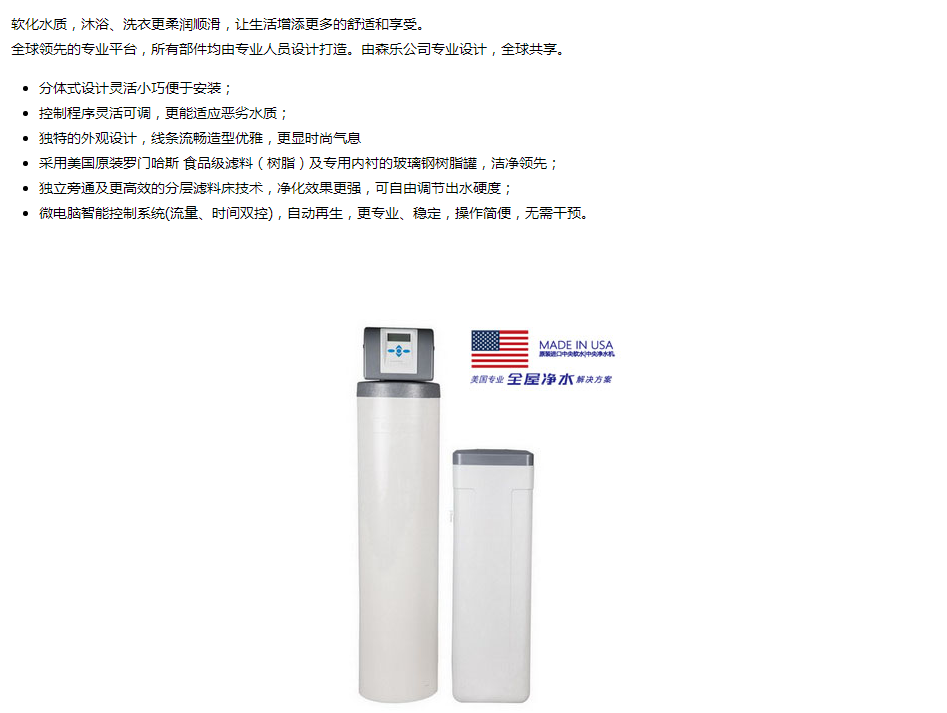 软化水质，沐浴、洗衣更柔润顺滑，让生活增添更多的舒适和享受。
全球领先的专业平台，所有部件均由专业人员设计打造。由森乐公司专业设计，全球共享。
分体式设计灵活小巧便于安装；
控制程序灵活可调，更能适应恶劣水质；
独特的外观设计，线条流畅造型优雅，更显时尚气息
采用美国原装罗门哈斯 食品级滤料（树脂）及专用内衬的玻璃钢树脂罐，洁净领先；
独立旁通及更高效的分层滤料床技术，净化效果更强，可自由调节出水硬度；
微电脑智能控制系统(流量、时间双控)，自动再生，更专业、稳定，操作简便，无需干预。
MADE IN USA
原装进口中央软水|中央净水机
美国专业 全屋净水 解决方案